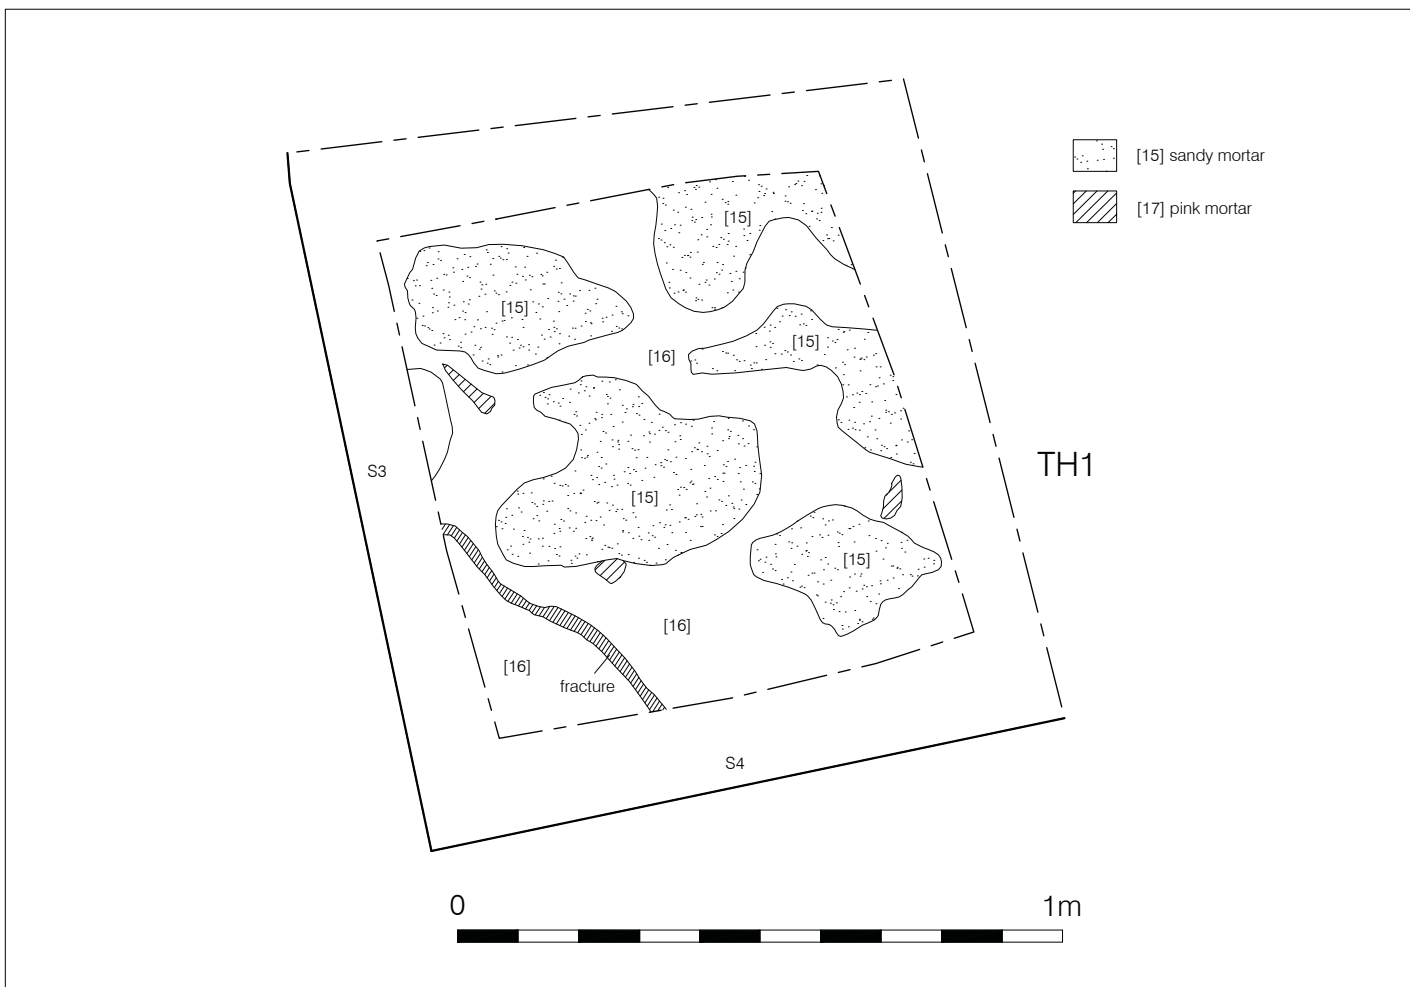 [15] sandy mortar
[17] pink mortar
[15]
[15]
[15]
[16]
TH1
S3
[15]
[15]
[16]
[16]
fracture
S4
0 1m